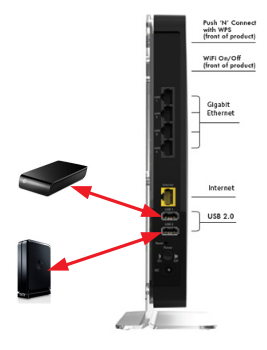 Push 'N' Connect
with WPS
(front of product)
WiFi On/Off
(front of product)
Gigabit
Ethernet
Internet
USB 2.0